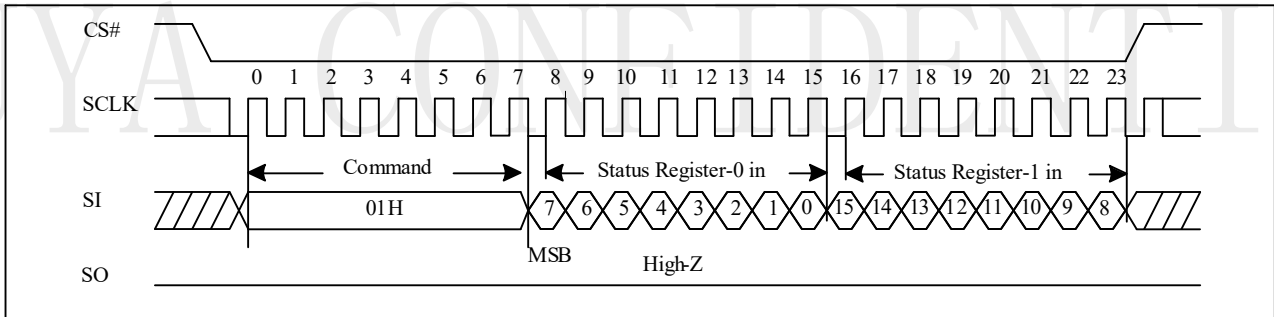 UYA CONFIDENTI
CS#
0 1 2 3 4 5 6 7 8 9 10 11 12 13 14 15 16 17 18 19 20 21 22 23
SCLK
Command Status Register-0 in Status Register-1 in
SI 01H 7 6 5 4 3 2 1 0 15 14 13 12 11 10 9 8
MSB High-Z
SO